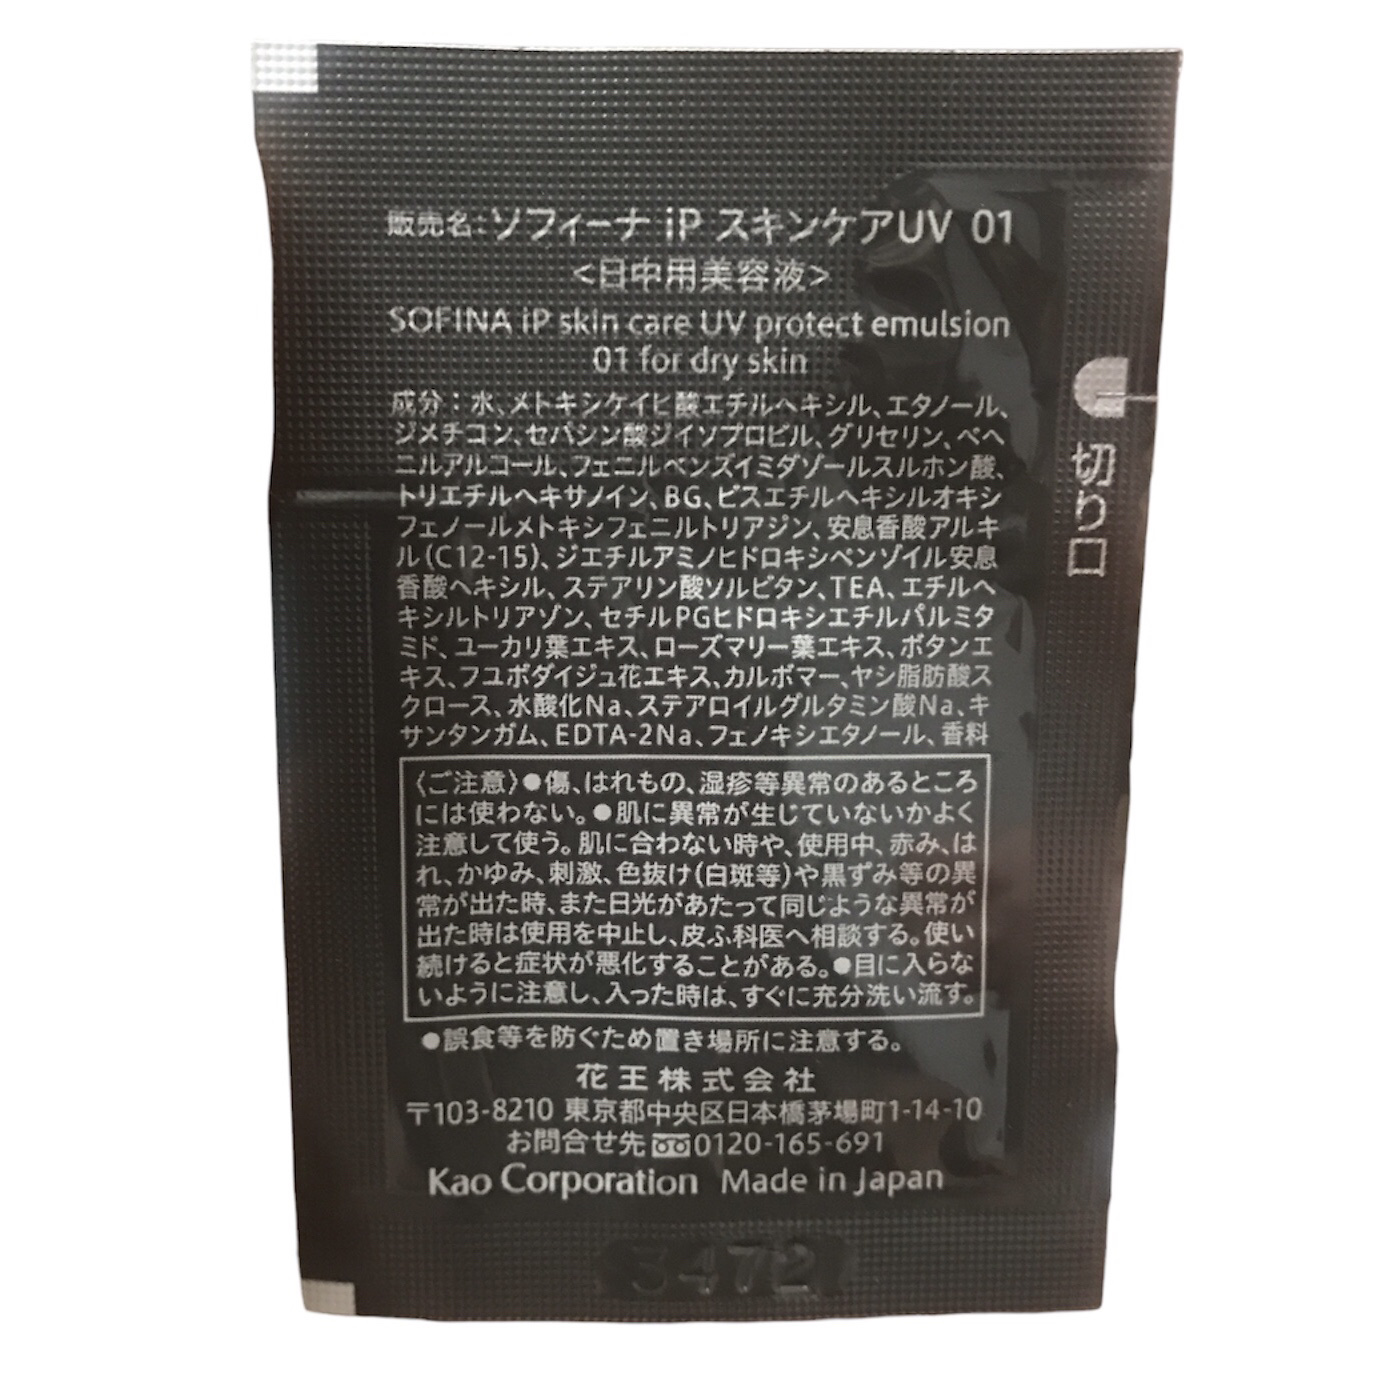 販売名:ソフィーナ iP スキンケアUV 01
<日中用美容液>
SOFINA iP skin care UV protect emulsion
01 for dry skin
成分:水、メトキシケイヒ酸エチルヘキシル、エタノール、
ジメチコン、セバシン酸ジイソプロピル、グリセリン、ベヘ
ニルアルコール、フェニルベンズイミダゾールスルホン酸、
トリエチルヘキサノイン、BG、ビスエチルヘキシルオキシ
フェノールメトキシフェニルトリアジン、安息香酸アルキ
ル(C12-15)、ジエチルアミノヒドロキシベンゾイル安息
香酸ヘキシル、ステアリン酸ソルビタン、TEA、エチルヘ
キシルトリアゾン、セチルPGヒドロキシエチルパルミタ
ミド、ユーカリ葉エキス、ローズマリー葉エキス、ボタンエ
キス、フユボダイジュ花エキス、カルボマー、ヤシ脂肪酸ス
クロース、水酸化Na、ステアロイルグルタミン酸Na、キ
サンタンガム、EDTA-2Na、フェノキシエタノール、香料
〈ご注意〉●傷、はれもの、湿疹等異常のあるところ
には使わない。●肌に異常が生じていないかよく
注意して使う。肌に合わない時や、使用中、赤み、は
れ、かゆみ、刺激、色抜け(白斑等)や黒ずみ等の異
常が出た時、また日光があたって同じような異常が
出た時は使用を中止し、皮ふ科医へ相談する。使い
続けると症状が悪化することがある。●目に入らな
いように注意し、入った時は、すぐに充分洗い流す。
●誤食等を防ぐため置き場所に注意する。
花王株式会社
〒103-8210 東京都中央区日本橋茅場町1-14-10
お問合せ先 0120-165-691
Kao Corporation Made in Japan
切り口
3472